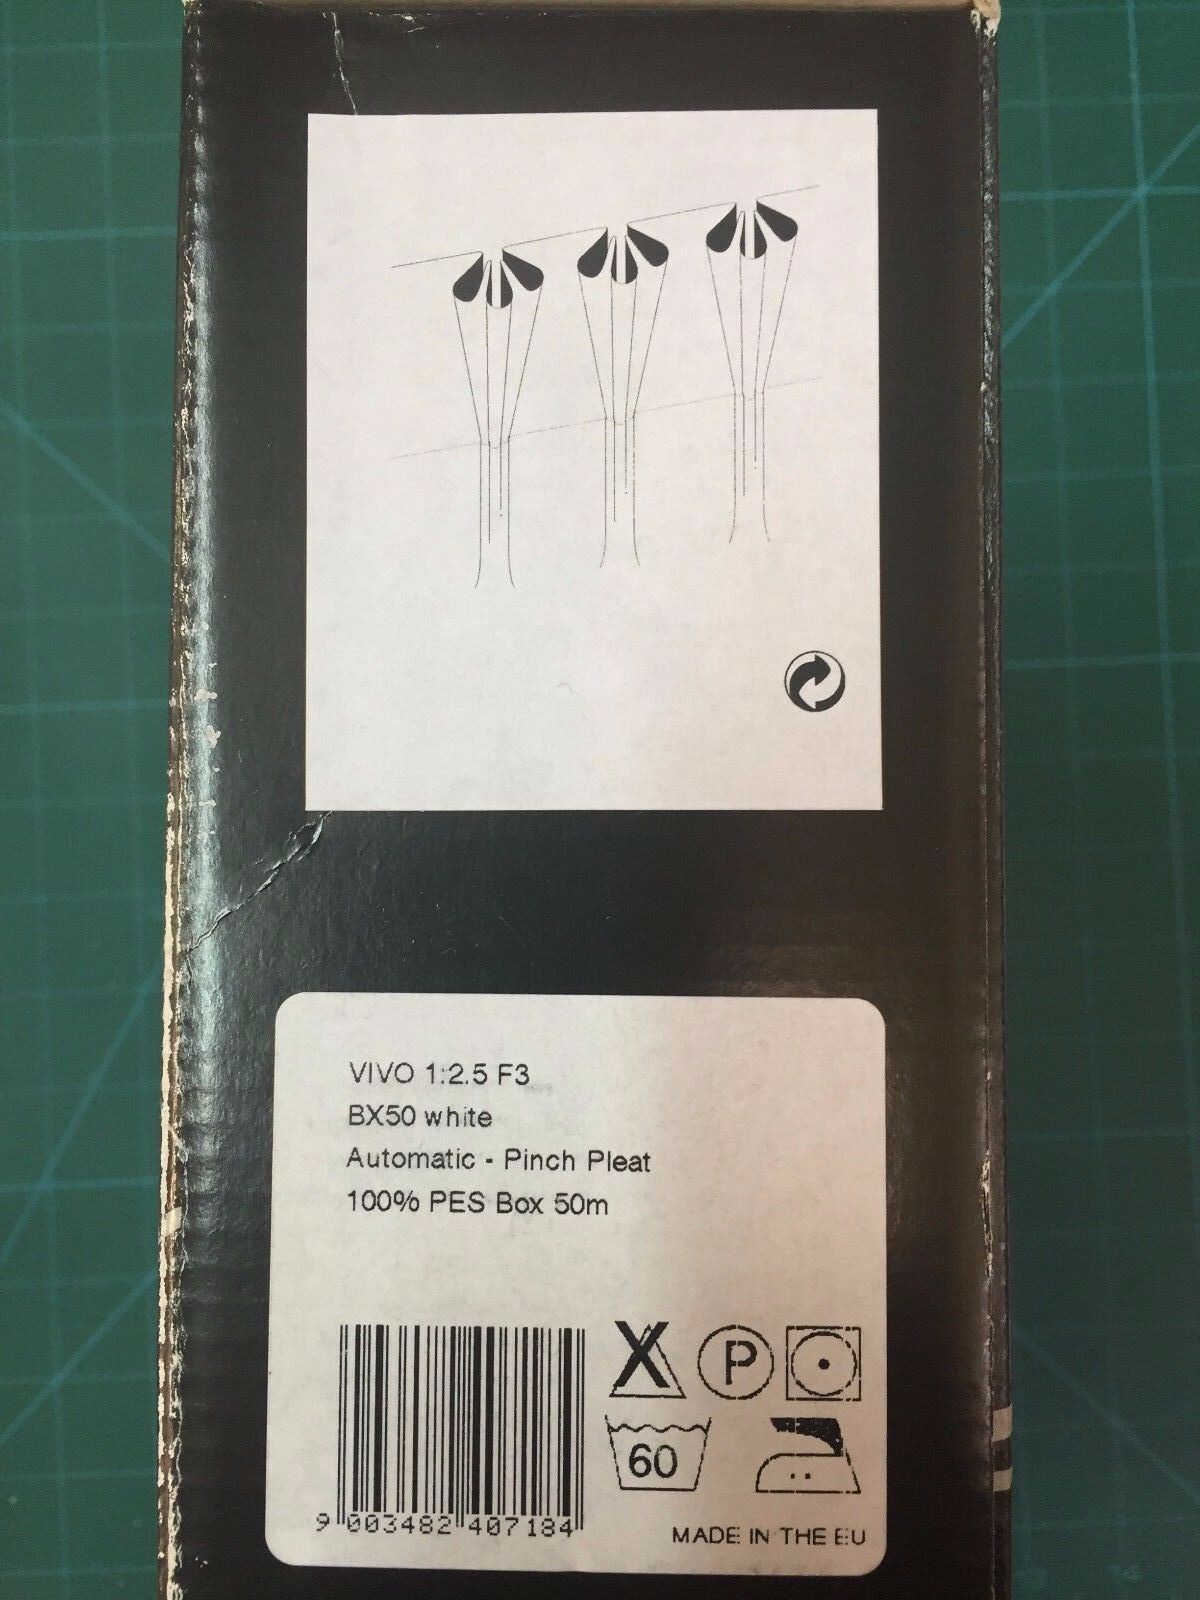 VIVO 1:2.5 F3
BX50 white
Automatic - Pinch Pleat
100% PES Box 50m
P
60
9 003482 407184
MADE IN THE EU